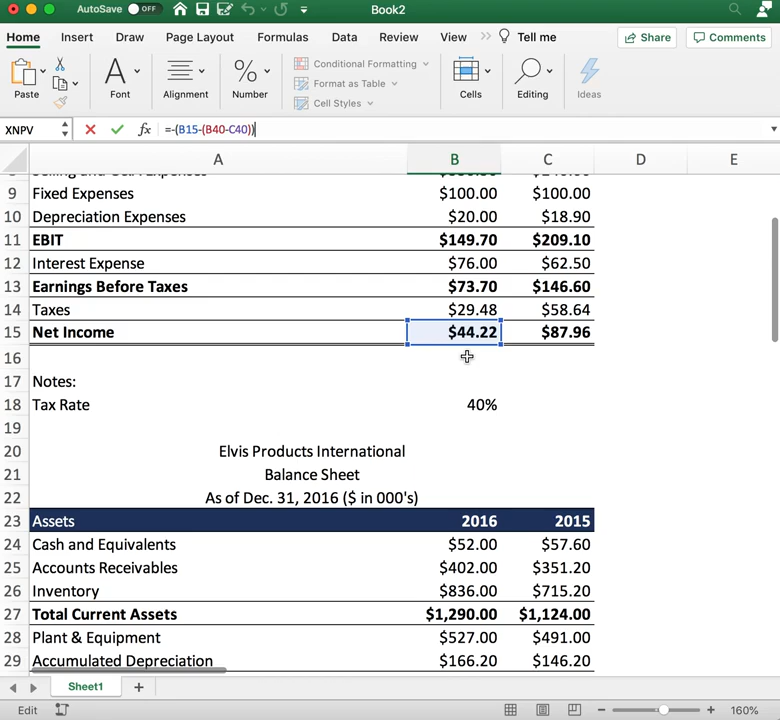 AutoSave OFF Book2
Home Insert Draw Page Layout Formulas Data Review View Tell me Share Comments
Paste Font Alignment Number Conditional Formatting Format as Table Cell Styles Cells Editing Ideas
XNPV fx =-(B15-(B40-C40))
A B C D E
9 Fixed Expenses $100.00 $100.00
10 Depreciation Expenses $20.00 $18.90
11 EBIT $149.70 $209.10
12 Interest Expense $76.00 $62.50
13 Earnings Before Taxes $73.70 $146.60
14 Taxes $29.48 $58.64
15 Net Income $44.22 $87.96
16
17 Notes:
18 Tax Rate 40%
19
20 Elvis Products International
21 Balance Sheet
22 As of Dec. 31, 2016 ($ in 000's)
23 Assets 2016 2015
24 Cash and Equivalents $52.00 $57.60
25 Accounts Receivables $402.00 $351.20
26 Inventory $836.00 $715.20
27 Total Current Assets $1,290.00 $1,124.00
28 Plant & Equipment $527.00 $491.00
29 Accumulated Depreciation $166.20 $146.20
Sheet1
Edit 160%